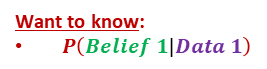 Want to know:
• P(Belief 1|Data 1)